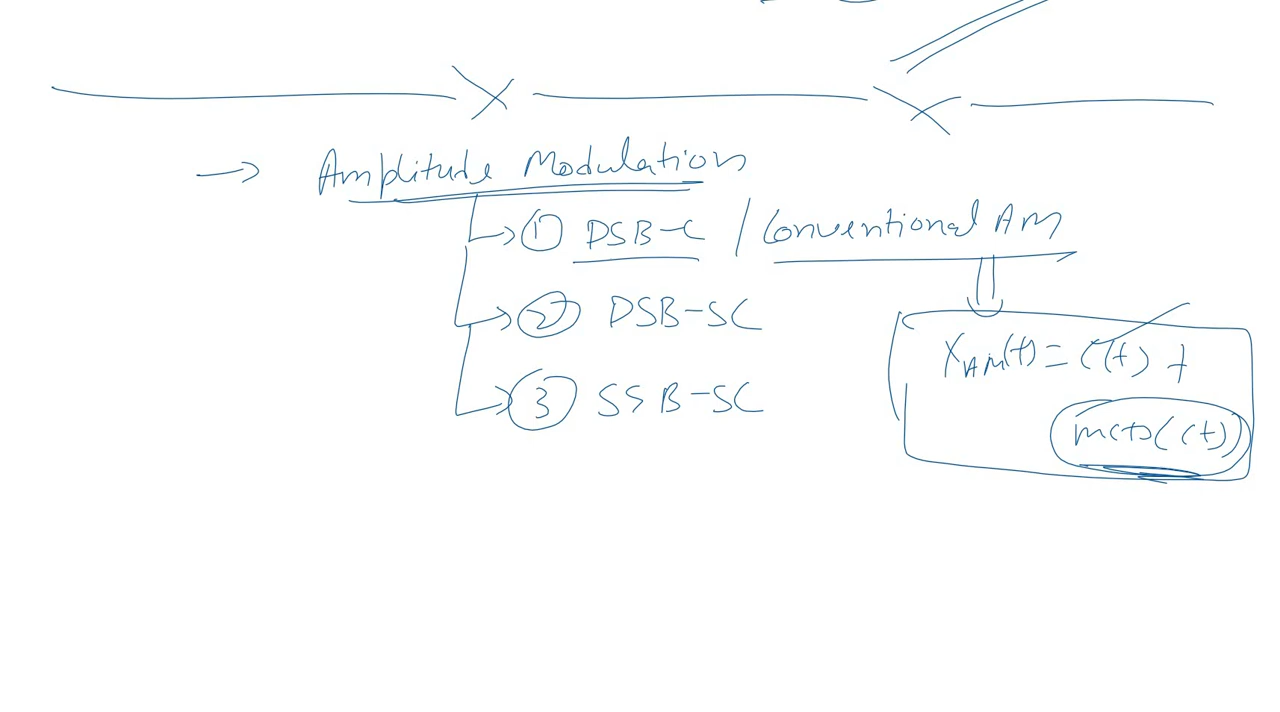 → Amplitude Modulation
① DSB-C / Conventional AM
② DSB-SC
③ SSB-SC
X_AM(t) = C(t) +
m(t)C(t)